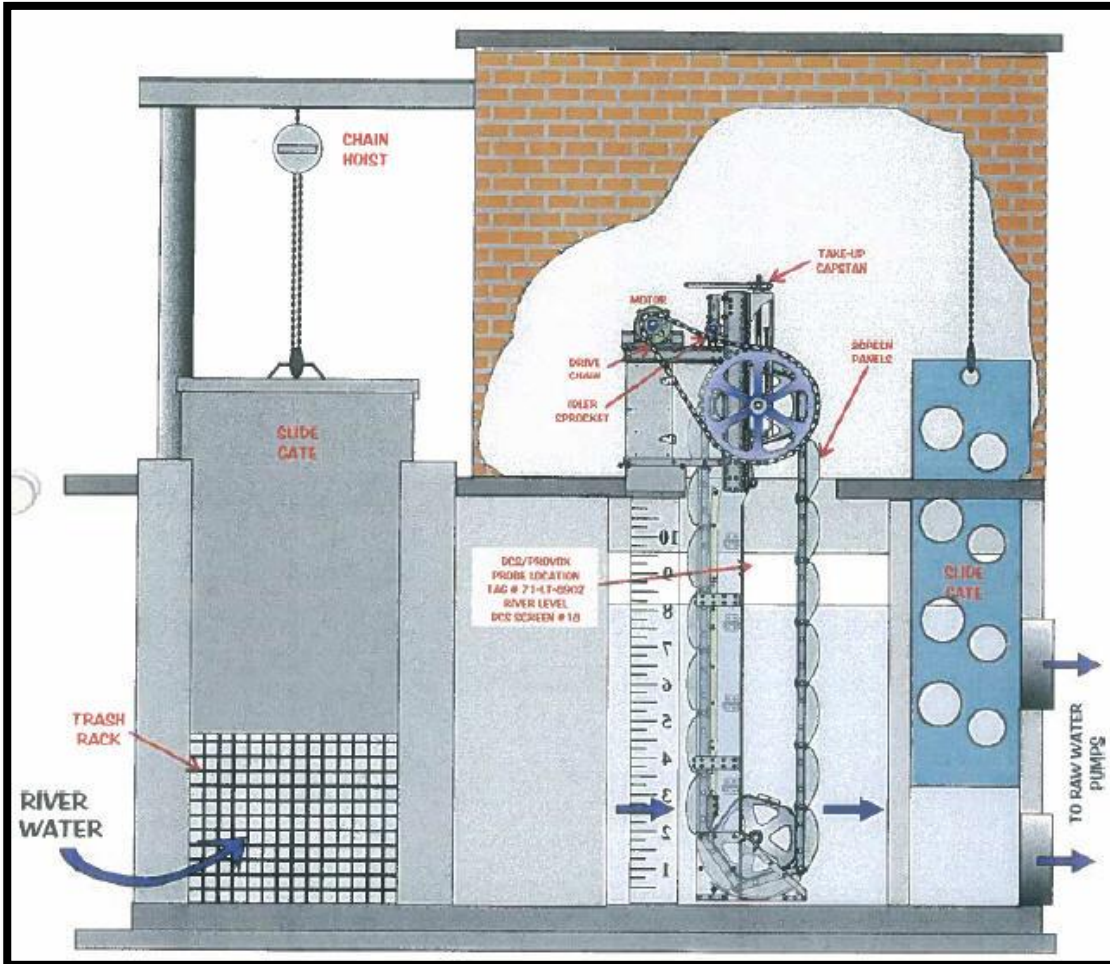 CHAIN
HOIST
TAKE-UP
CAPSTAN
MOTOR
SCREEN
PANELS
DRIVE
CHAIN
IDLER
SPROCKET
SLIDE
GATE
DCS/PROVOX
PROBE LOCATION
TAG # 71-LT-8902
RIVER LEVEL
DCS SCREEN #18
10
9
8
7
6
5
4
3
2
1
SLIDE
GATE
TRASH
RACK
RIVER
WATER
TO RAW WATER
PUMPS